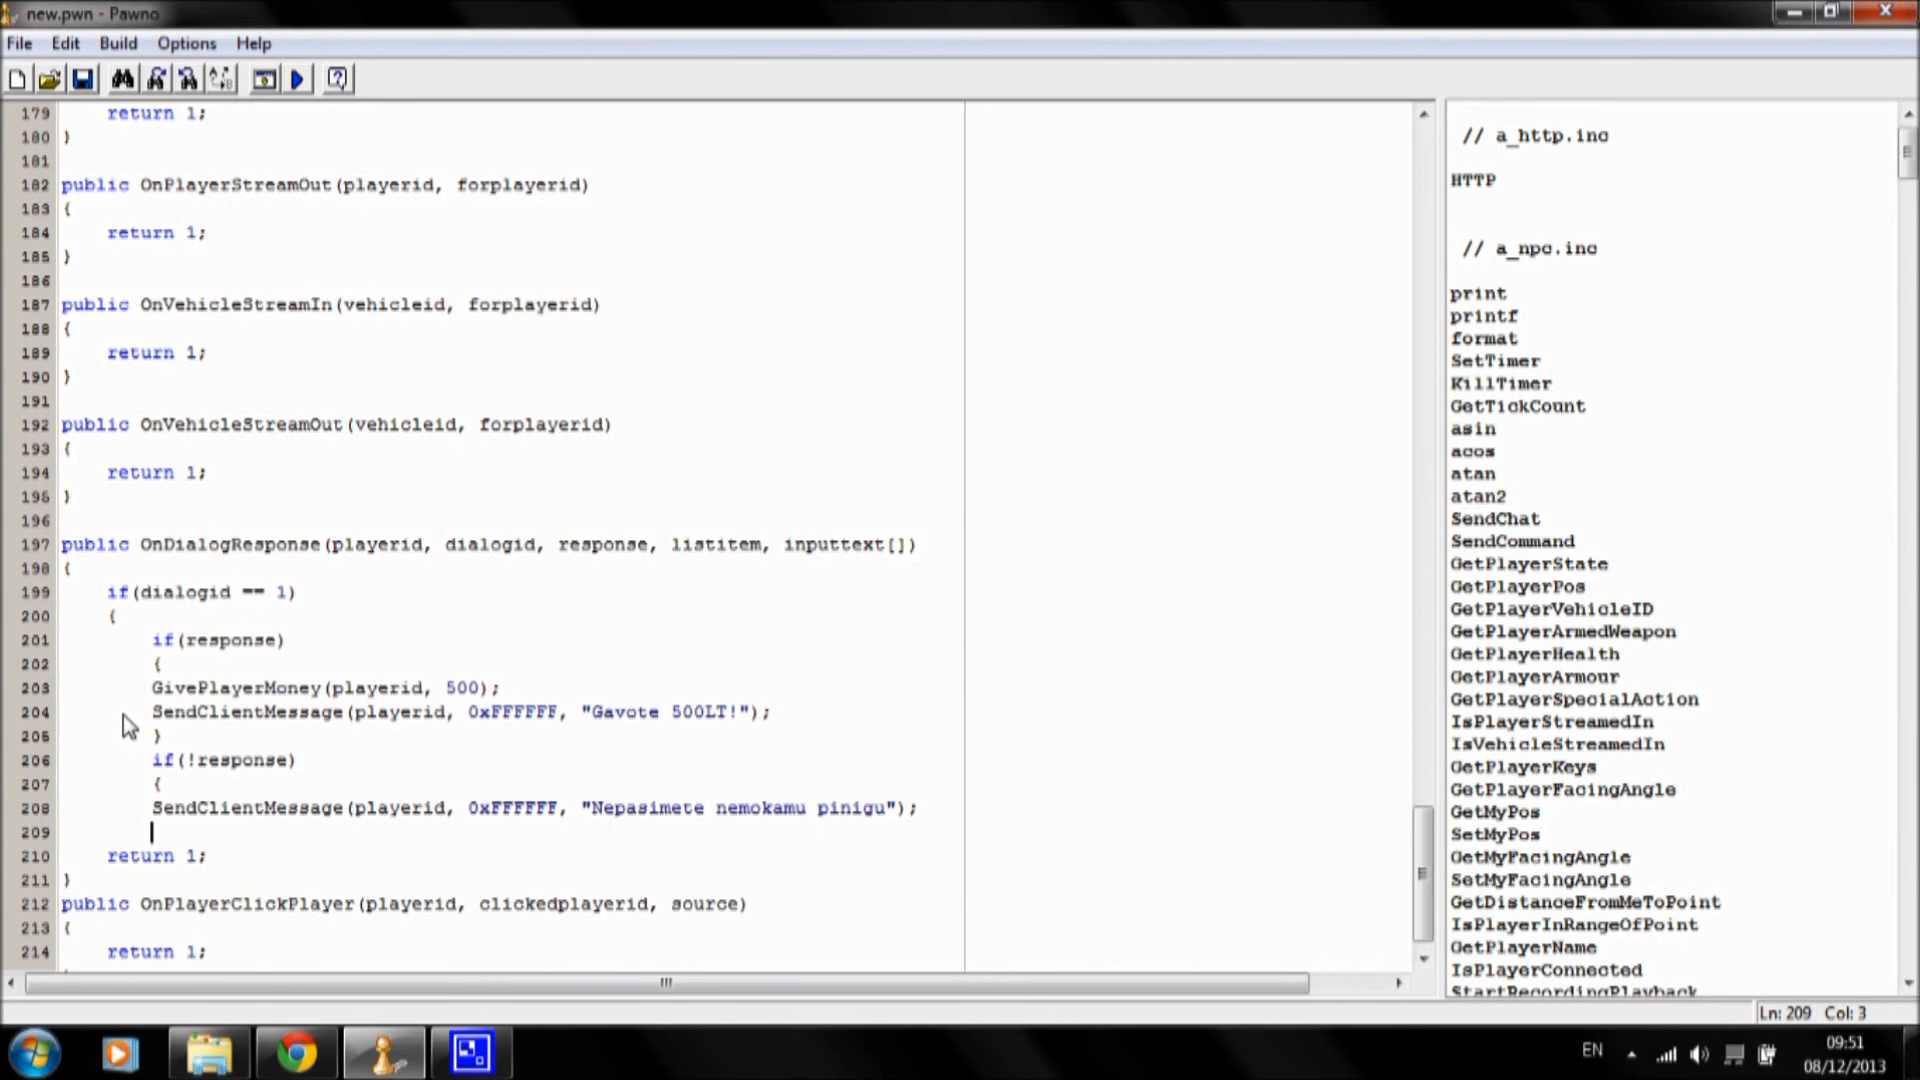 new.pwn - Pawno
File Edit Build Options Help
179 return 1;
180 }
181
182 public OnPlayerStreamOut(playerid, forplayerid)
183 {
184 return 1;
185 }
186
187 public OnVehicleStreamIn(vehicleid, forplayerid)
188 {
189 return 1;
190 }
191
192 public OnVehicleStreamOut(vehicleid, forplayerid)
193 {
194 return 1;
195 }
196
197 public OnDialogResponse(playerid, dialogid, response, listitem, inputtext[])
198 {
199 if(dialogid == 1)
200 {
201 if(response)
202 {
203 GivePlayerMoney(playerid, 500);
204 SendClientMessage(playerid, 0xFFFFFF, "Gavote 500LT!");
205 }
206 if(!response)
207 {
208 SendClientMessage(playerid, 0xFFFFFF, "Nepasimete nemokamu pinigu");
209
210 return 1;
211 }
212 public OnPlayerClickPlayer(playerid, clickedplayerid, source)
213 {
214 return 1;
// a_http.inc
HTTP
// a_npc.inc
print
printf
format
SetTimer
KillTimer
GetTickCount
asin
acos
atan
atan2
SendChat
SendCommand
GetPlayerState
GetPlayerPos
GetPlayerVehicleID
GetPlayerArmedWeapon
GetPlayerHealth
GetPlayerArmour
GetPlayerSpecialAction
IsPlayerStreamedIn
IsVehicleStreamedIn
GetPlayerKeys
GetPlayerFacingAngle
GetMyPos
SetMyPos
GetMyFacingAngle
SetMyFacingAngle
GetDistanceFromMeToPoint
IsPlayerInRangeOfPoint
GetPlayerName
IsPlayerConnected
StartRecordingPlayback
Ln: 209 Col: 3
EN
09:51
08/12/2013